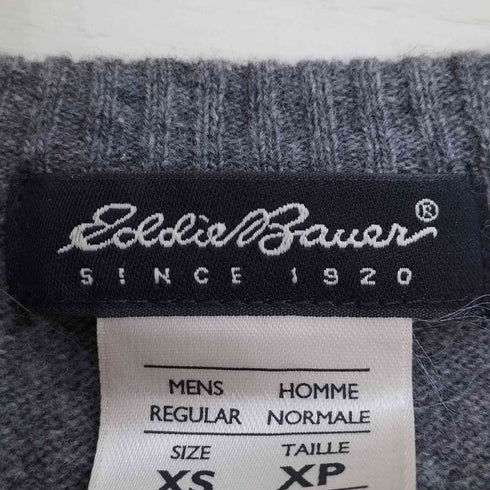 Eddie Bauer®
SINCE 1920
MENS HOMME
REGULAR NORMALE
SIZE TAILLE
XS XP